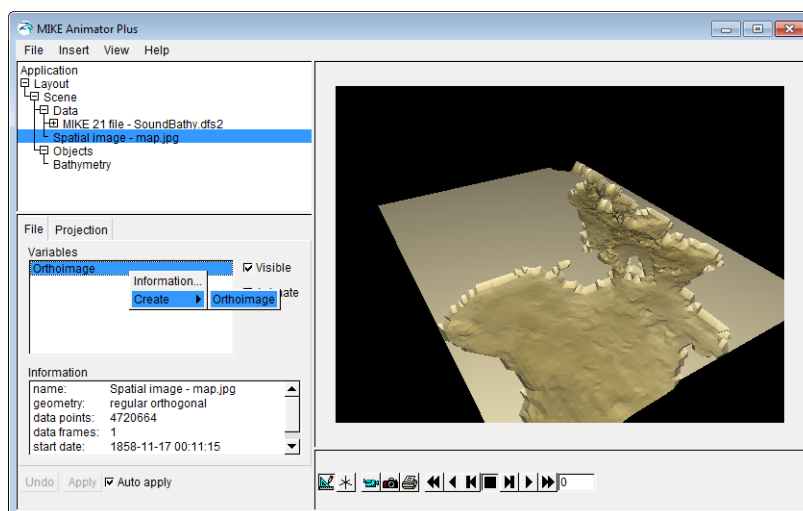 MIKE Animator Plus
File Insert View Help
Application
Layout
Scene
Data
MIKE 21 file - SoundBathy.dfs2
Spatial image - map.jpg
Objects
Bathymetry
File Projection
Variables
Orthoimage
Visible
Information...
Create
Orthoimage
Information
name: Spatial image - map.jpg
geometry: regular orthogonal
data points: 4720664
data frames: 1
start date: 1858-11-17 00:11:15
Undo Apply Auto apply
0